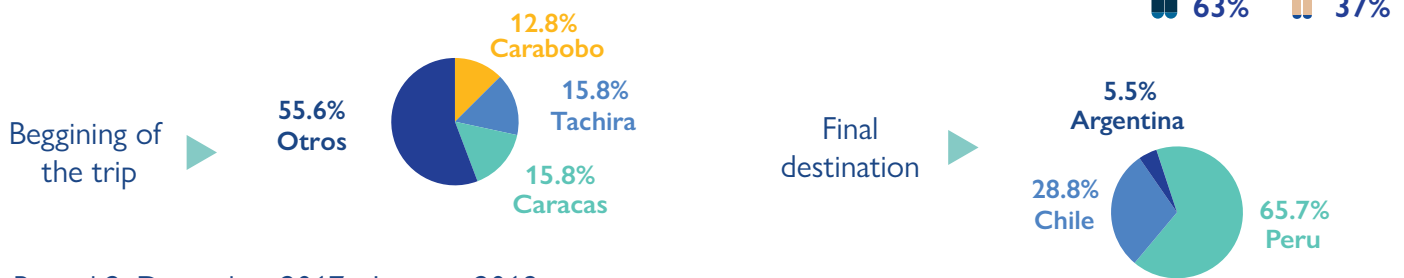 63% 37%
12.8%
Carabobo
15.8%
Tachira
55.6%
Otros
Beggining of
the trip
15.8%
Caracas
5.5%
Argentina
Final
destination
28.8%
Chile
65.7%
Peru